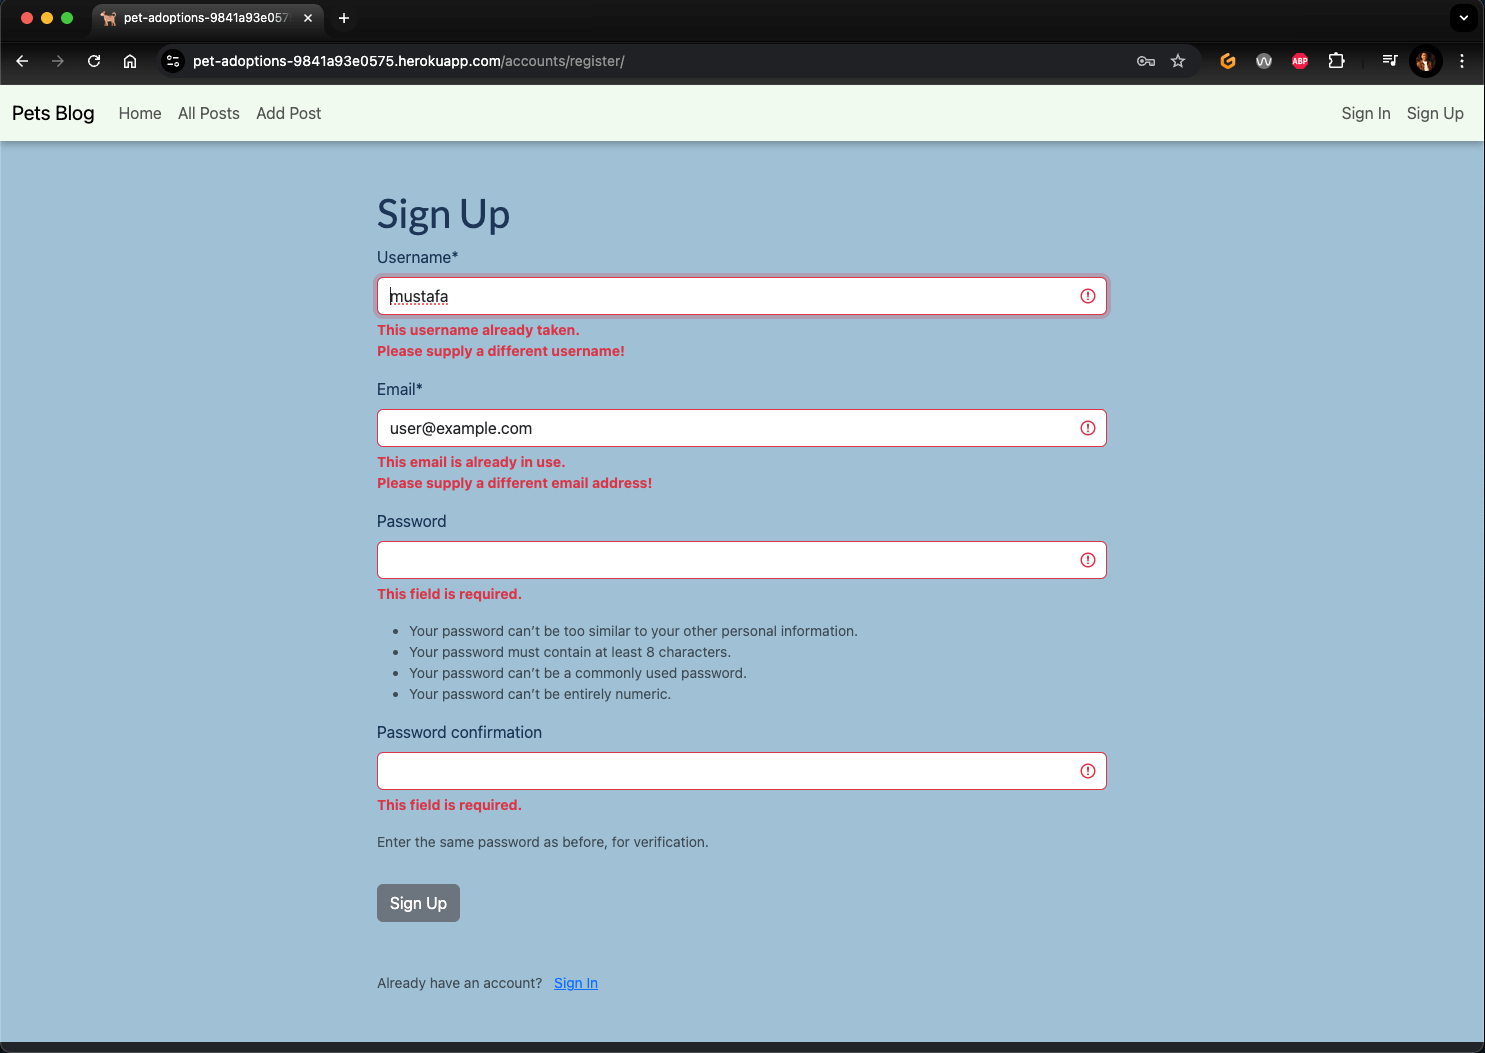 pet-adoptions-9841a93e057
pet-adoptions-9841a93e0575.herokuapp.com/accounts/register/
ABP
Pets Blog Home All Posts Add Post Sign In Sign Up
Sign Up
Username*
mustafa
This username already taken.
Please supply a different username!
Email*
user@example.com
This email is already in use.
Please supply a different email address!
Password
This field is required.
Your password can't be too similar to your other personal information.
Your password must contain at least 8 characters.
Your password can't be a commonly used password.
Your password can't be entirely numeric.
Password confirmation
This field is required.
Enter the same password as before, for verification.
Sign Up
Already have an account? Sign In